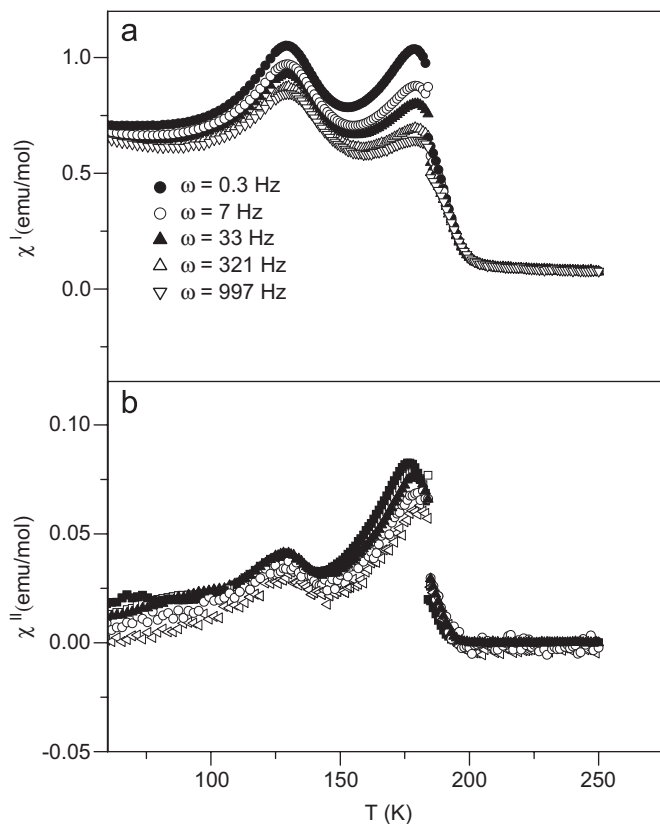 a
1.0
0.5
0.0
χ I (emu/mol)
ω = 0.3 Hz
ω = 7 Hz
ω = 33 Hz
ω = 321 Hz
ω = 997 Hz
b
0.10
0.05
0.00
-0.05
χ II (emu/mol)
100 150 200 250
T (K)